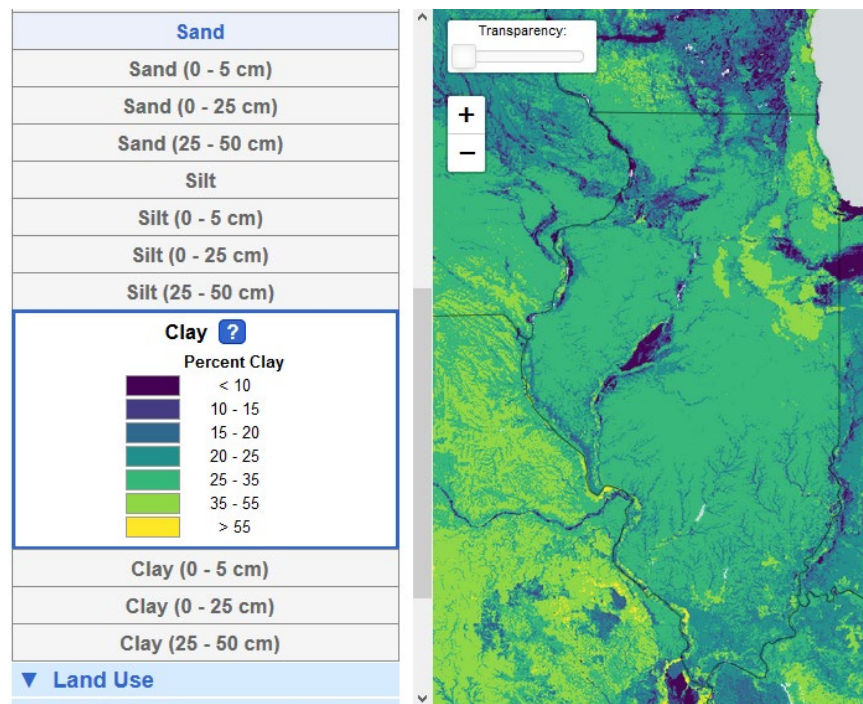 Sand
Sand (0 - 5 cm)
Sand (0 - 25 cm)
Sand (25 - 50 cm)
Silt
Silt (0 - 5 cm)
Silt (0 - 25 cm)
Silt (25 - 50 cm)
Clay ?
Percent Clay
< 10
10 - 15
15 - 20
20 - 25
25 - 35
35 - 55
> 55
Clay (0 - 5 cm)
Clay (0 - 25 cm)
Clay (25 - 50 cm)
▼ Land Use
Transparency:
+
−